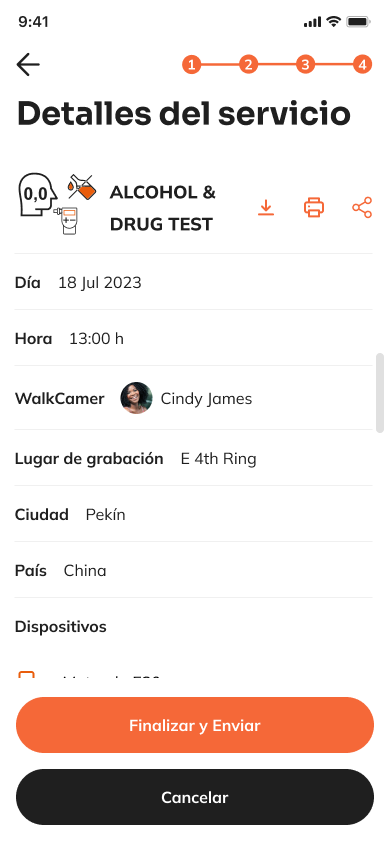 9:41
1 2 3 4
Detalles del servicio
0,0
ALCOHOL &
DRUG TEST
Día 18 Jul 2023
Hora 13:00 h
WalkCamer Cindy James
Lugar de grabación E 4th Ring
Ciudad Pekín
País China
Dispositivos
Finalizar y Enviar
Cancelar